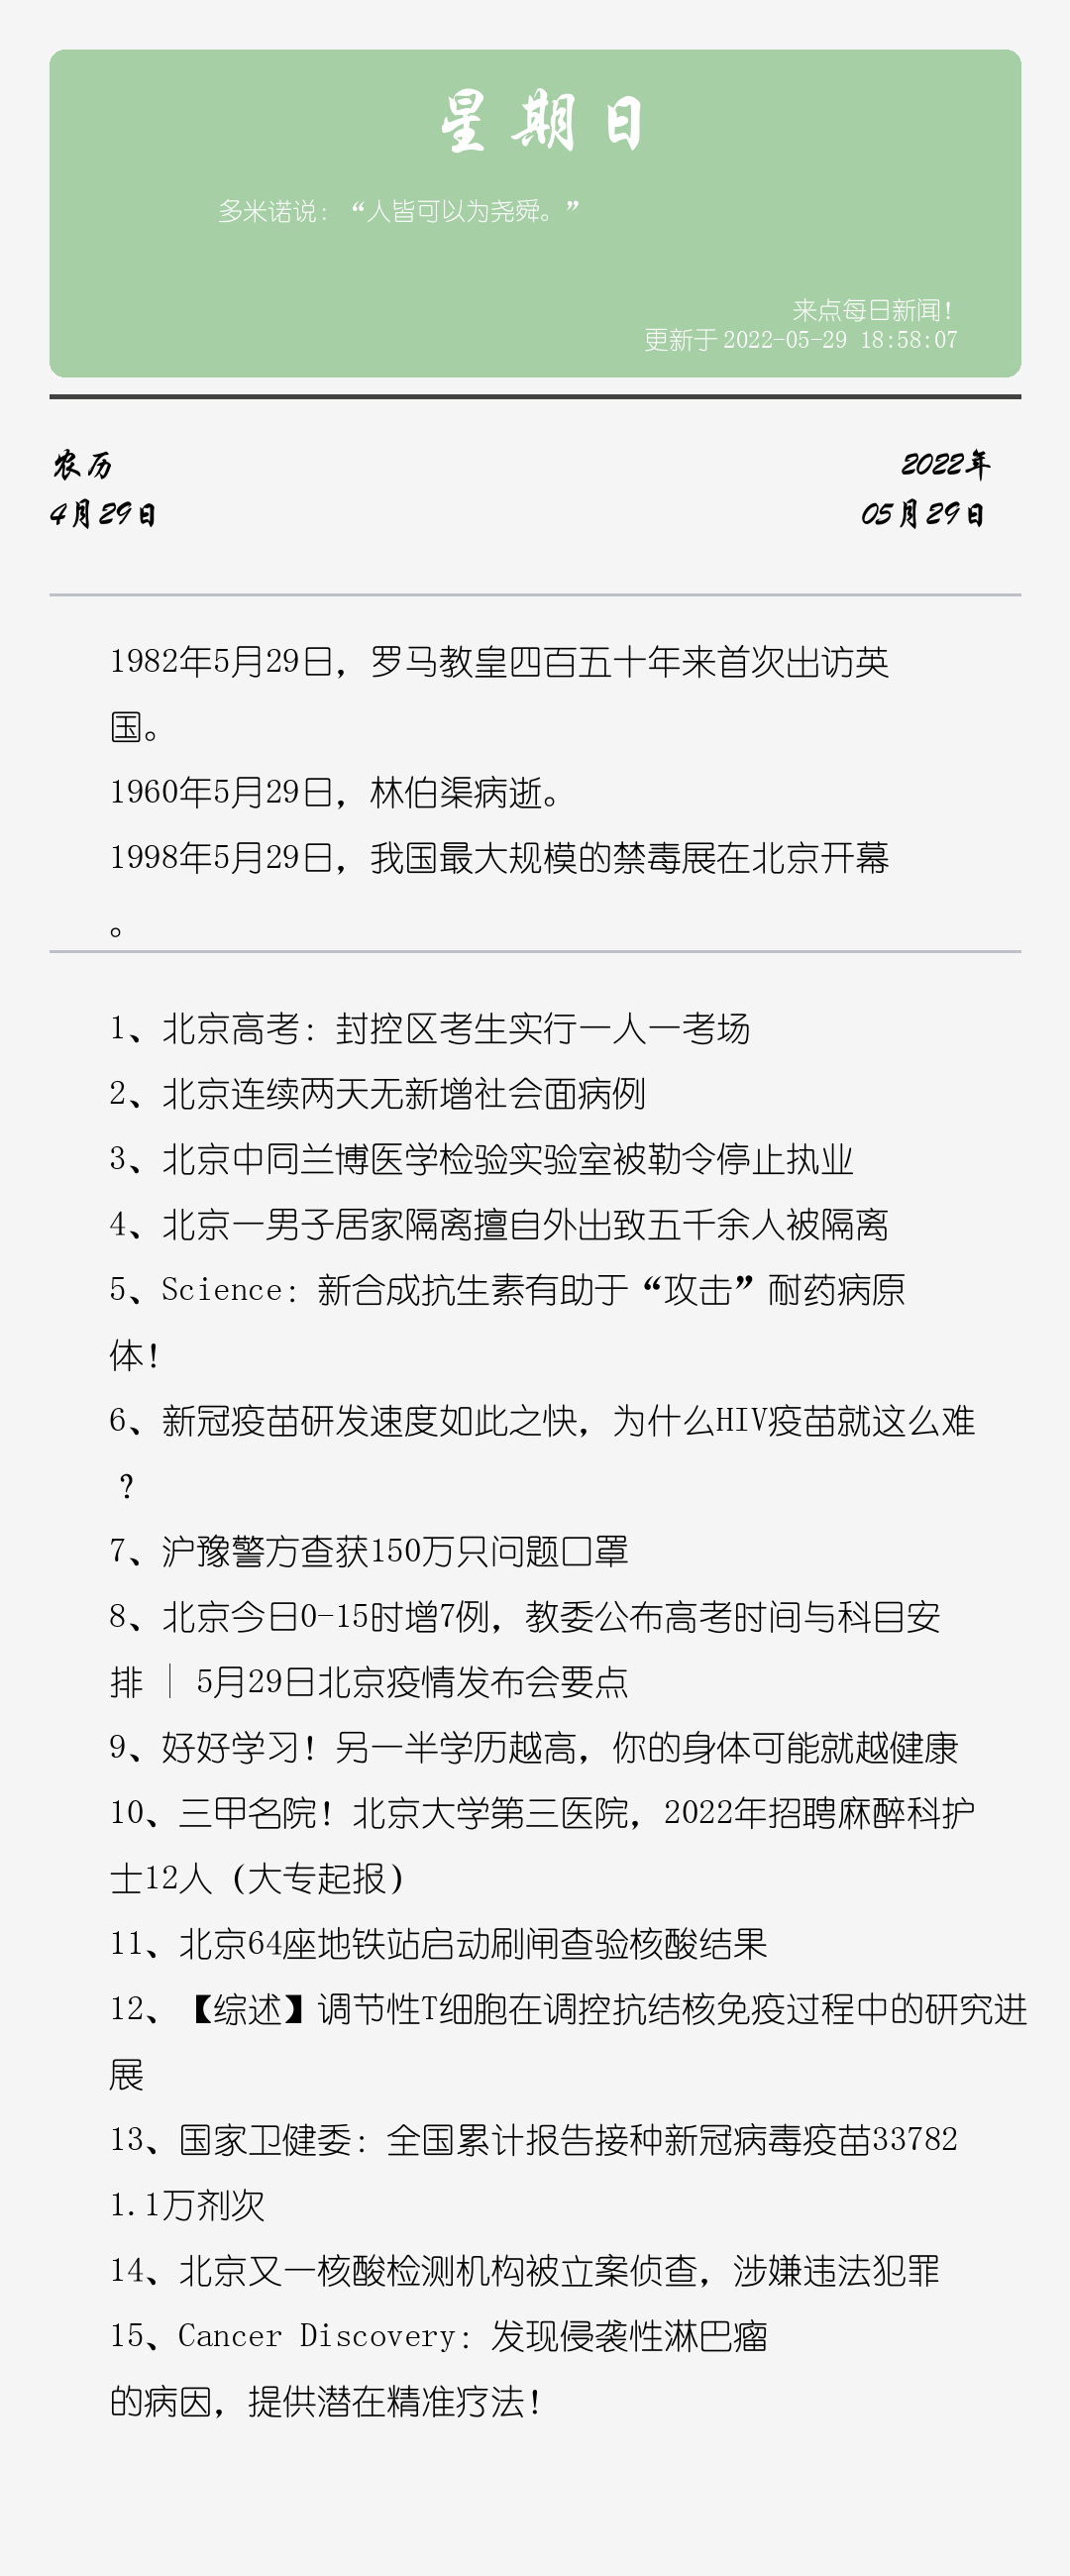 星期日
多米诺说：“人皆可以为尧舜。”
来点每日新闻！
更新于2022-05-29 18:58:07
农历
2022年
4月29日
05月29日
1982年5月29日，罗马教皇四百五十年来首次出访英
国。
1960年5月29日，林伯渠病逝。
1998年5月29日，我国最大规模的禁毒展在北京开幕
。
1、北京高考：封控区考生实行一人一考场
2、北京连续两天无新增社会面病例
3、北京中同兰博医学检验实验室被勒令停止执业
4、北京一男子居家隔离擅自外出致五千余人被隔离
5、Science：新合成抗生素有助于“攻击”耐药病原
体！
6、新冠疫苗研发速度如此之快，为什么HIV疫苗就这么难
？
7、沪豫警方查获150万只问题口罩
8、北京今日0-15时增7例，教委公布高考时间与科目安
排 | 5月29日北京疫情发布会要点
9、好好学习！另一半学历越高，你的身体可能就越健康
10、三甲名院！北京大学第三医院，2022年招聘麻醉科护
士12人（大专起报）
11、北京64座地铁站启动刷闸查验核酸结果
12、【综述】调节性T细胞在调控抗结核免疫过程中的研究进
展
13、国家卫健委：全国累计报告接种新冠病毒疫苗33782
1.1万剂次
14、北京又一核酸检测机构被立案侦查，涉嫌违法犯罪
15、Cancer Discovery：发现侵袭性淋巴瘤
的病因，提供潜在精准疗法！